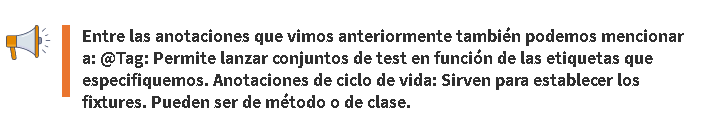 Entre las anotaciones que vimos anteriormente también podemos mencionar
a: @Tag: Permite lanzar conjuntos de test en función de las etiquetas que
especifiquemos. Anotaciones de ciclo de vida: Sirven para establecer los
fixtures. Pueden ser de método o de clase.